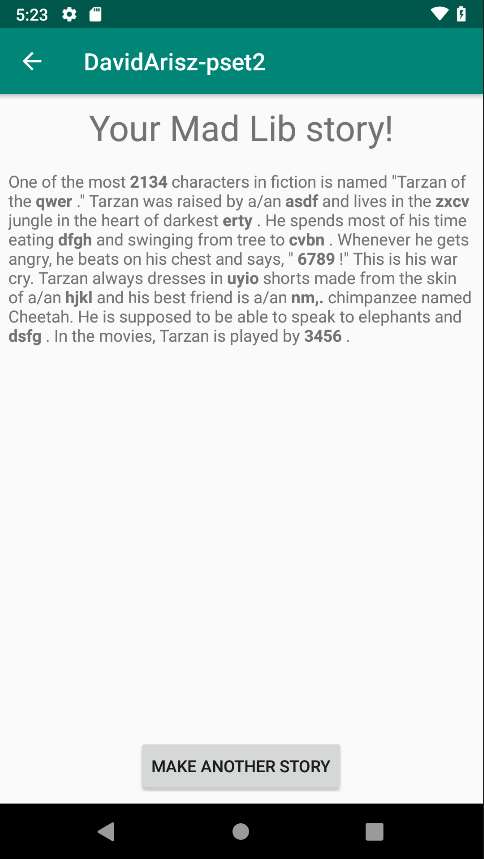 5:23
DavidArisz-pset2
Your Mad Lib story!
One of the most 2134 characters in fiction is named "Tarzan of
the qwer ." Tarzan was raised by a/an asdf and lives in the zxcv
jungle in the heart of darkest erty . He spends most of his time
eating dfgh and swinging from tree to cvbn . Whenever he gets
angry, he beats on his chest and says, " 6789 !" This is his war
cry. Tarzan always dresses in uyio shorts made from the skin
of a/an hjkl and his best friend is a/an nm,. chimpanzee named
Cheetah. He is supposed to be able to speak to elephants and
dsfg . In the movies, Tarzan is played by 3456 .
MAKE ANOTHER STORY